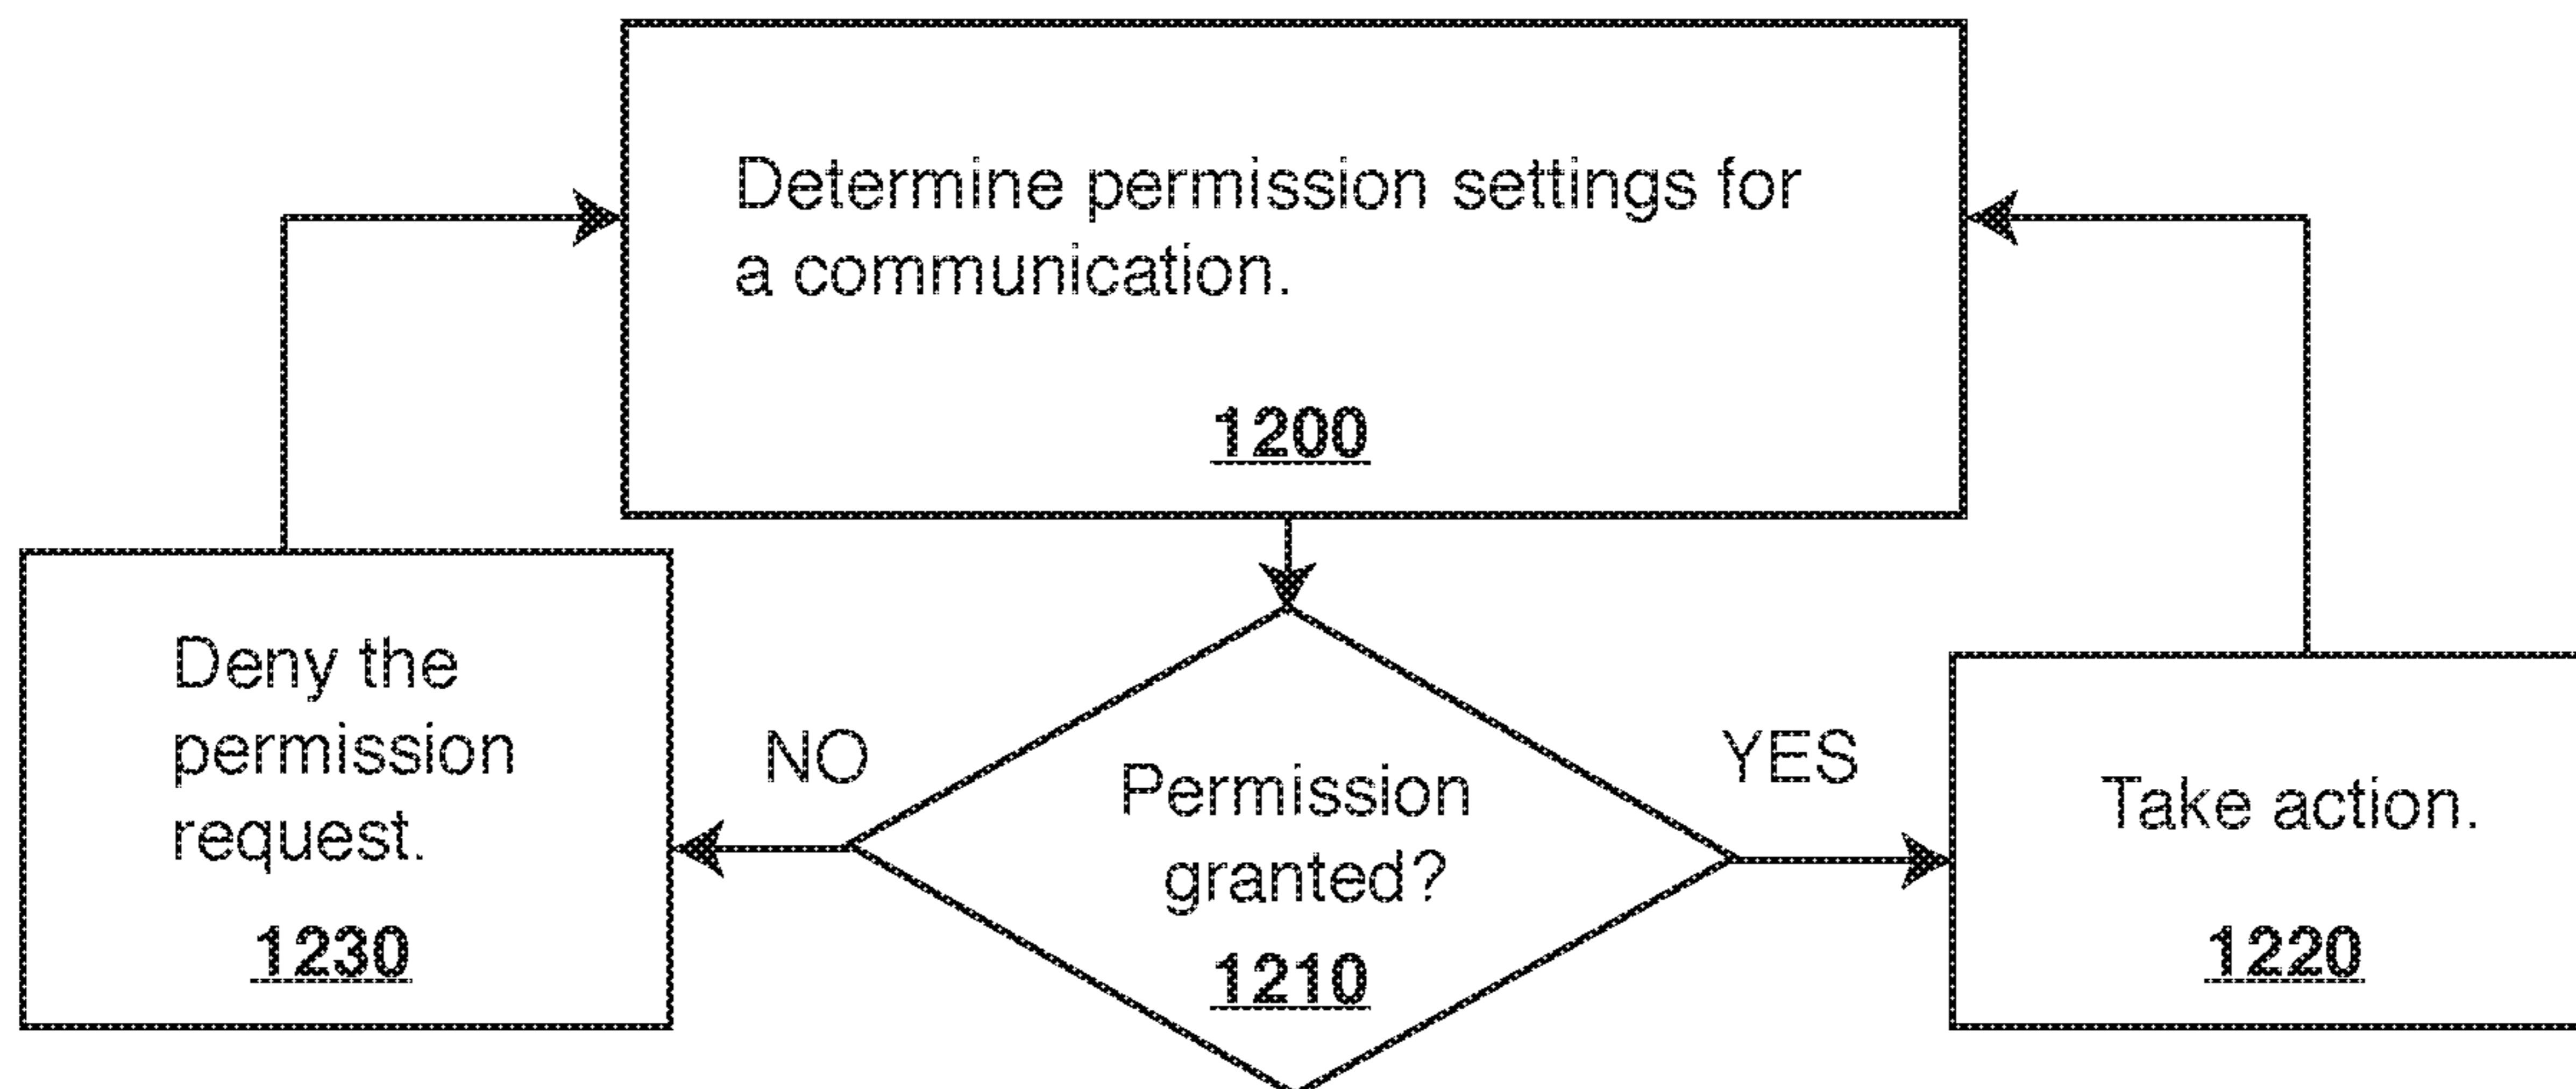 Determine permission settings for
a communication.
1200
Deny the
permission
request.
1230
NO
Permission
granted?
1210
YES
Take action.
1220